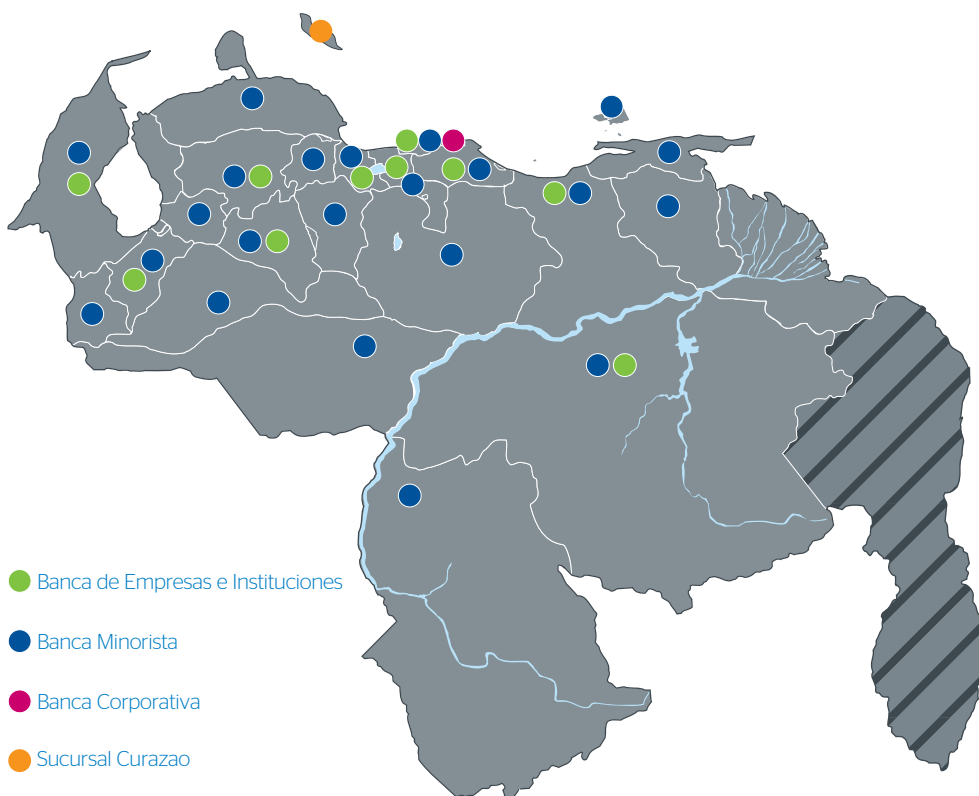 Banca de Empresas e Instituciones
Banca Minorista
Banca Corporativa
Sucursal Curazao